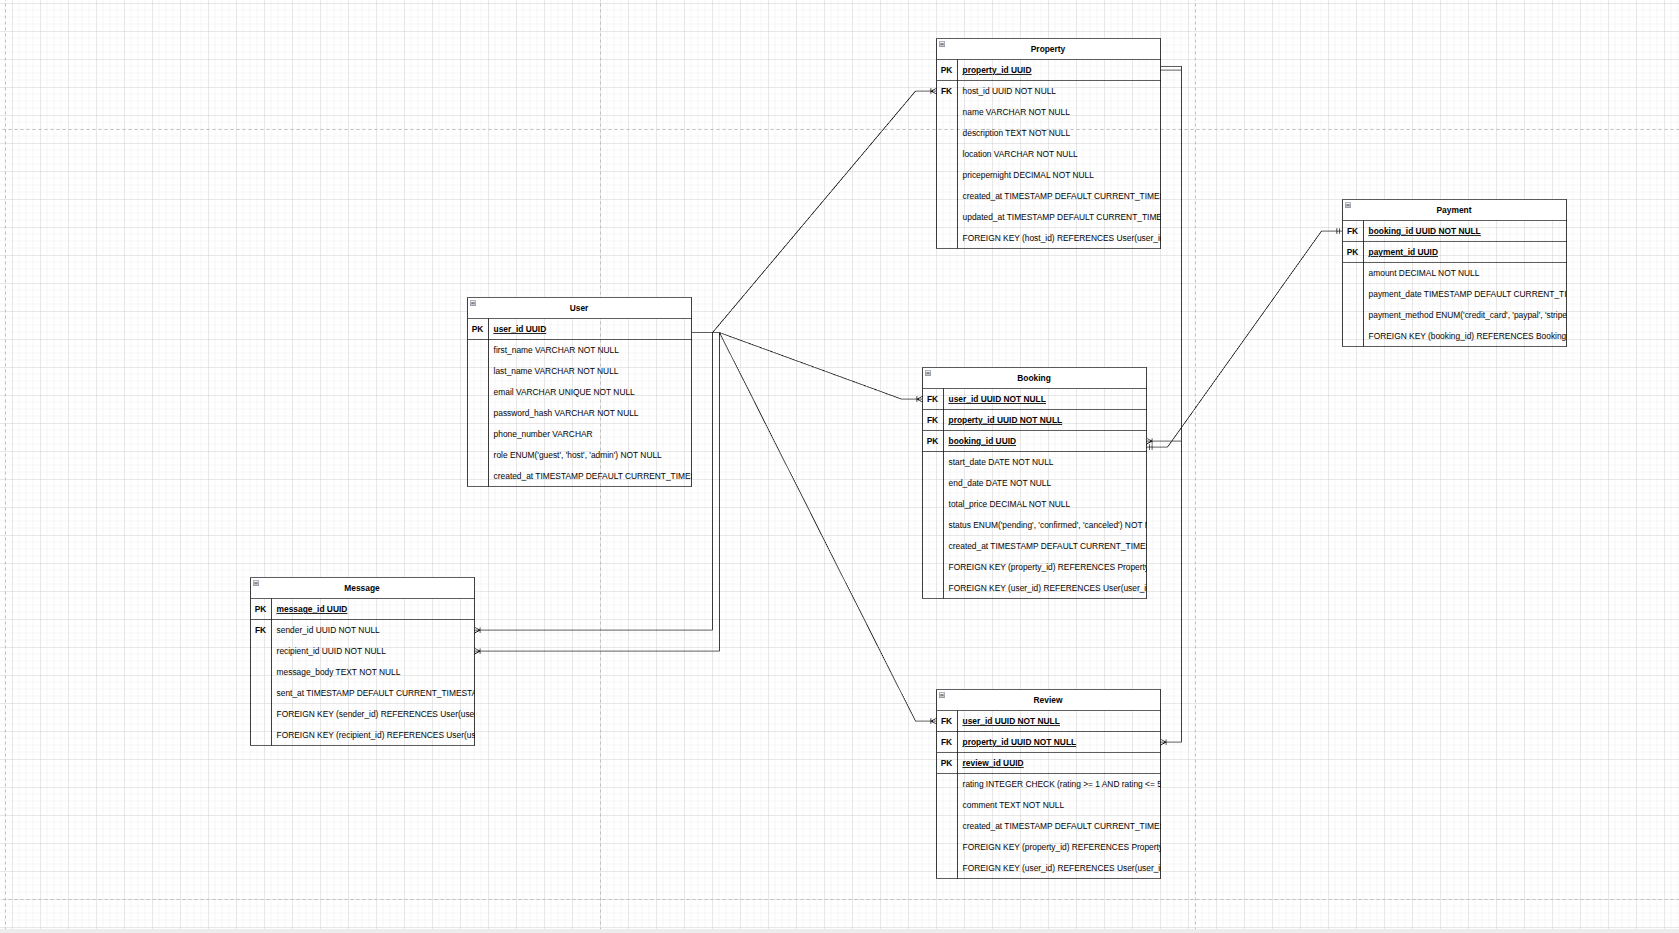 Property
PK property_id UUID
FK host_id UUID NOT NULL
name VARCHAR NOT NULL
description TEXT NOT NULL
location VARCHAR NOT NULL
pricepernight DECIMAL NOT NULL
created_at TIMESTAMP DEFAULT CURRENT_TIME
updated_at TIMESTAMP DEFAULT CURRENT_TIME
FOREIGN KEY (host_id) REFERENCES User(user_i
Payment
FK booking_id UUID NOT NULL
PK payment_id UUID
amount DECIMAL NOT NULL
payment_date TIMESTAMP DEFAULT CURRENT_TI
payment_method ENUM('credit_card', 'paypal', 'stripe
FOREIGN KEY (booking_id) REFERENCES Booking
User
PK user_id UUID
first_name VARCHAR NOT NULL
last_name VARCHAR NOT NULL
email VARCHAR UNIQUE NOT NULL
password_hash VARCHAR NOT NULL
phone_number VARCHAR
role ENUM('guest', 'host', 'admin') NOT NULL
created_at TIMESTAMP DEFAULT CURRENT_TIME
Booking
FK user_id UUID NOT NULL
FK property_id UUID NOT NULL
PK booking_id UUID
start_date DATE NOT NULL
end_date DATE NOT NULL
total_price DECIMAL NOT NULL
status ENUM('pending', 'confirmed', 'canceled') NOT
created_at TIMESTAMP DEFAULT CURRENT_TIME
FOREIGN KEY (property_id) REFERENCES Property
FOREIGN KEY (user_id) REFERENCES User(user_i
Message
PK message_id UUID
FK sender_id UUID NOT NULL
recipient_id UUID NOT NULL
message_body TEXT NOT NULL
sent_at TIMESTAMP DEFAULT CURRENT_TIMESTA
FOREIGN KEY (sender_id) REFERENCES User(use
FOREIGN KEY (recipient_id) REFERENCES User(us
Review
FK user_id UUID NOT NULL
FK property_id UUID NOT NULL
PK review_id UUID
rating INTEGER CHECK (rating >= 1 AND rating <= 5
comment TEXT NOT NULL
created_at TIMESTAMP DEFAULT CURRENT_TIME
FOREIGN KEY (property_id) REFERENCES Property
FOREIGN KEY (user_id) REFERENCES User(user_i